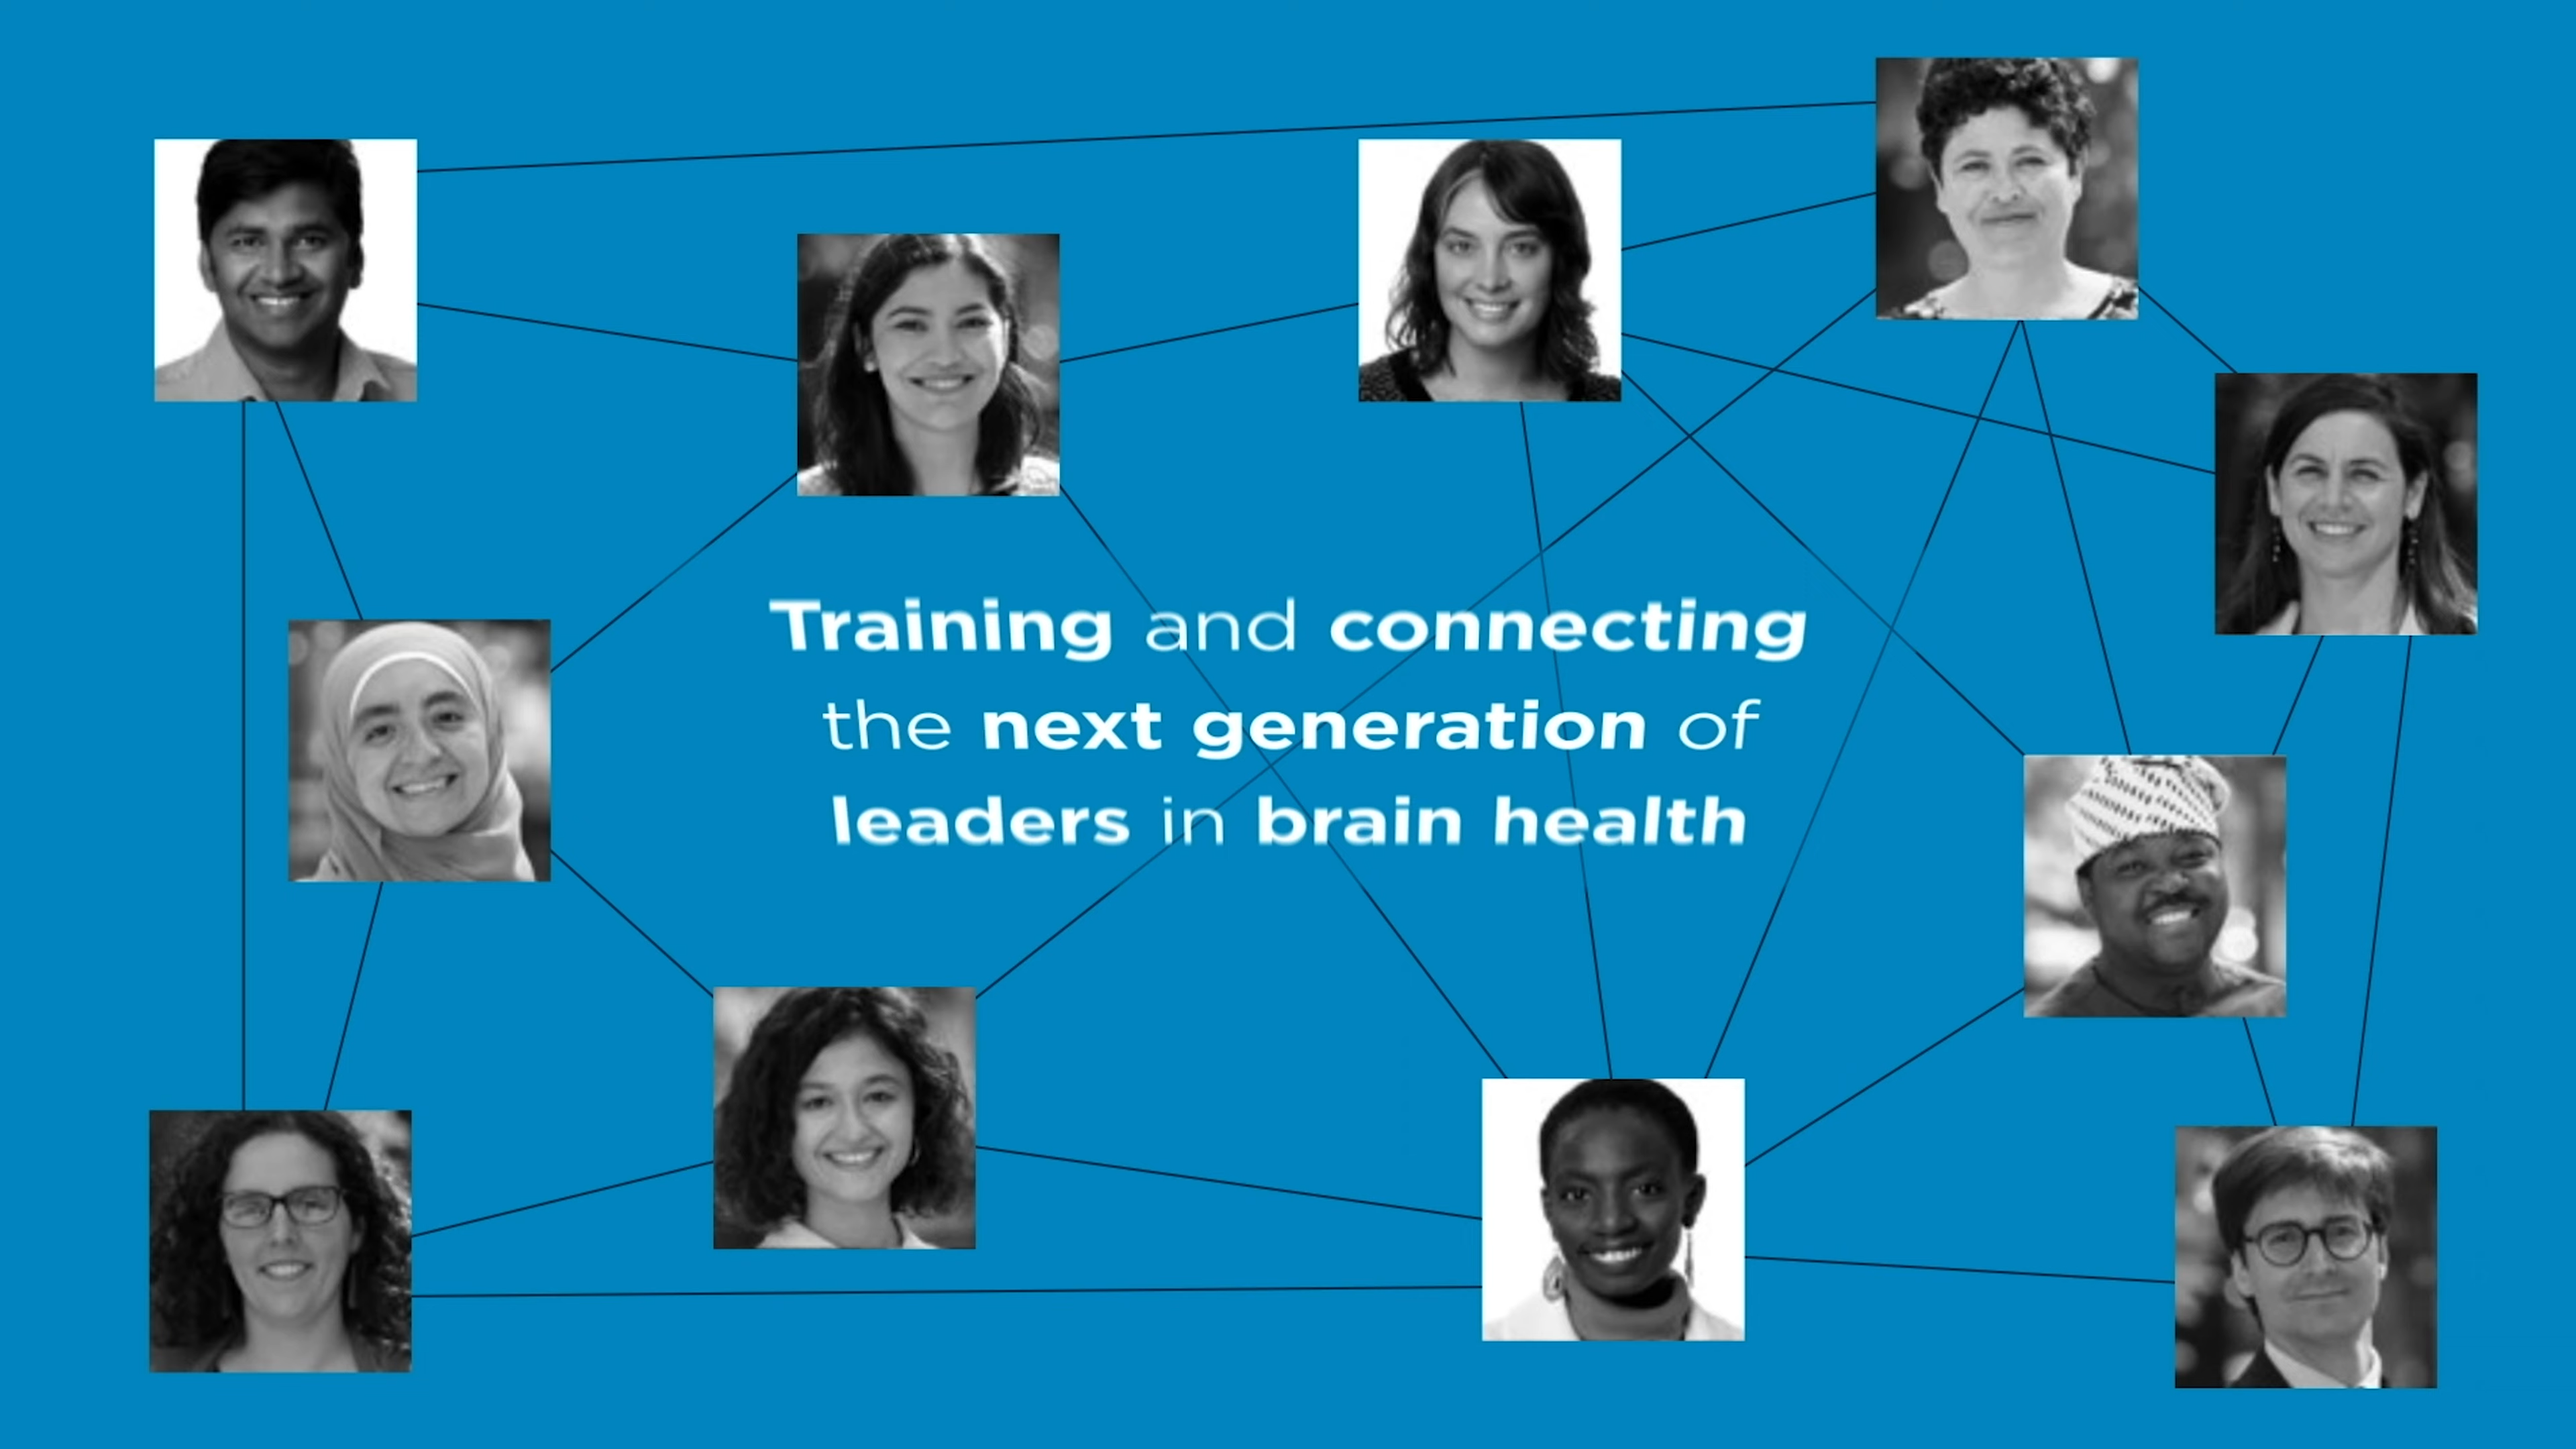 Training and connecting
the next generation of
leaders in brain health